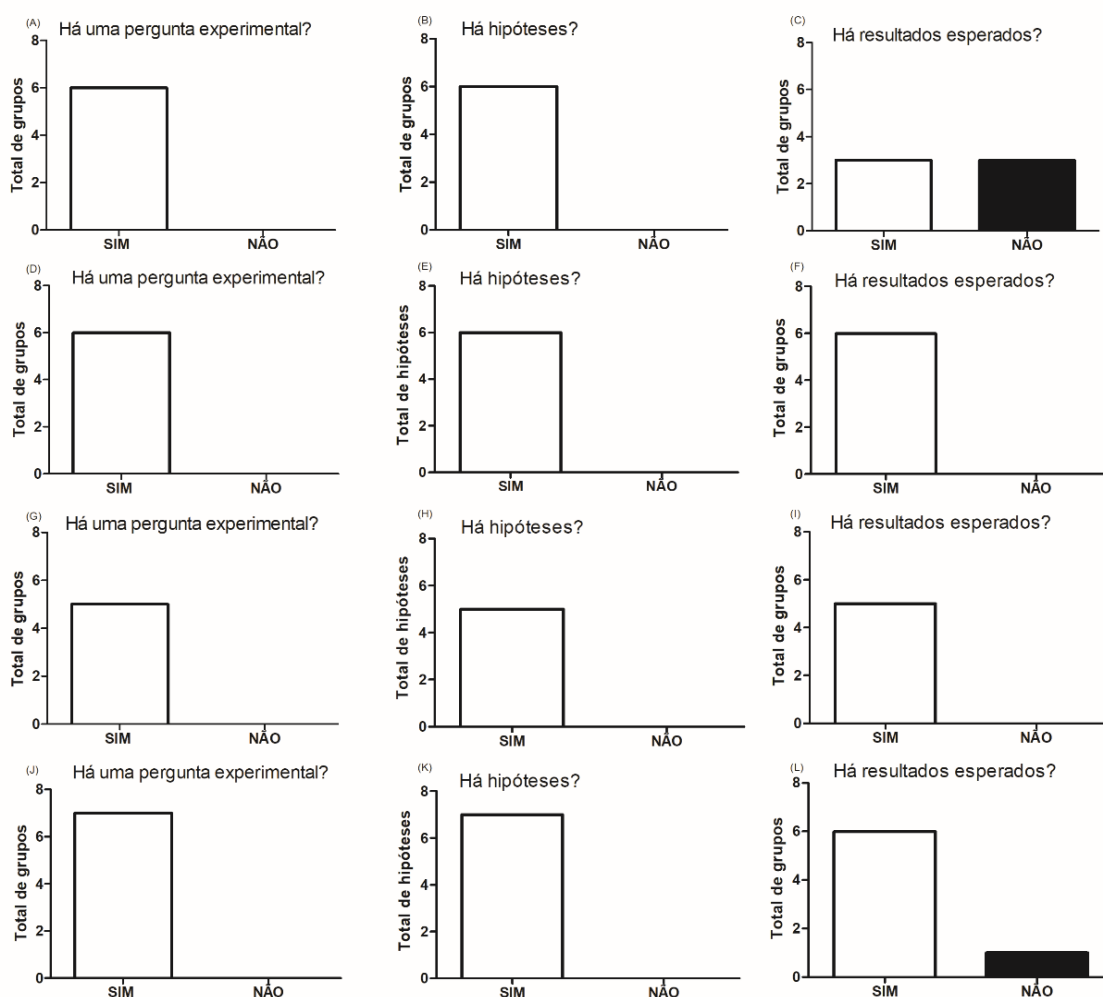 (A)
Há uma pergunta experimental?
Total de grupos
8
6
4
2
0
SIM
NÃO
(B)
Há hipóteses?
Total de grupos
8
6
4
2
0
SIM
NÃO
(C)
Há resultados esperados?
Total de grupos
8
6
4
2
0
SIM
NÃO
(D)
Há uma pergunta experimental?
Total de grupos
8
6
4
2
0
SIM
NÃO
(E)
Há hipóteses?
Total de hipóteses
8
6
4
2
0
SIM
NÃO
(F)
Há resultados esperados?
Total de grupos
8
6
4
2
0
SIM
NÃO
(G)
Há uma pergunta experimental?
Total de grupos
8
6
4
2
0
SIM
NÃO
(H)
Há hipóteses?
Total de hipóteses
8
6
4
2
0
SIM
NÃO
(I)
Há resultados esperados?
Total de grupos
8
6
4
2
0
SIM
NÃO
(J)
Há uma pergunta experimental?
Total de grupos
8
6
4
2
0
SIM
NÃO
(K)
Há hipóteses?
Total de hipóteses
8
6
4
2
0
SIM
NÃO
(L)
Há resultados esperados?
Total de grupos
8
6
4
2
0
SIM
NÃO